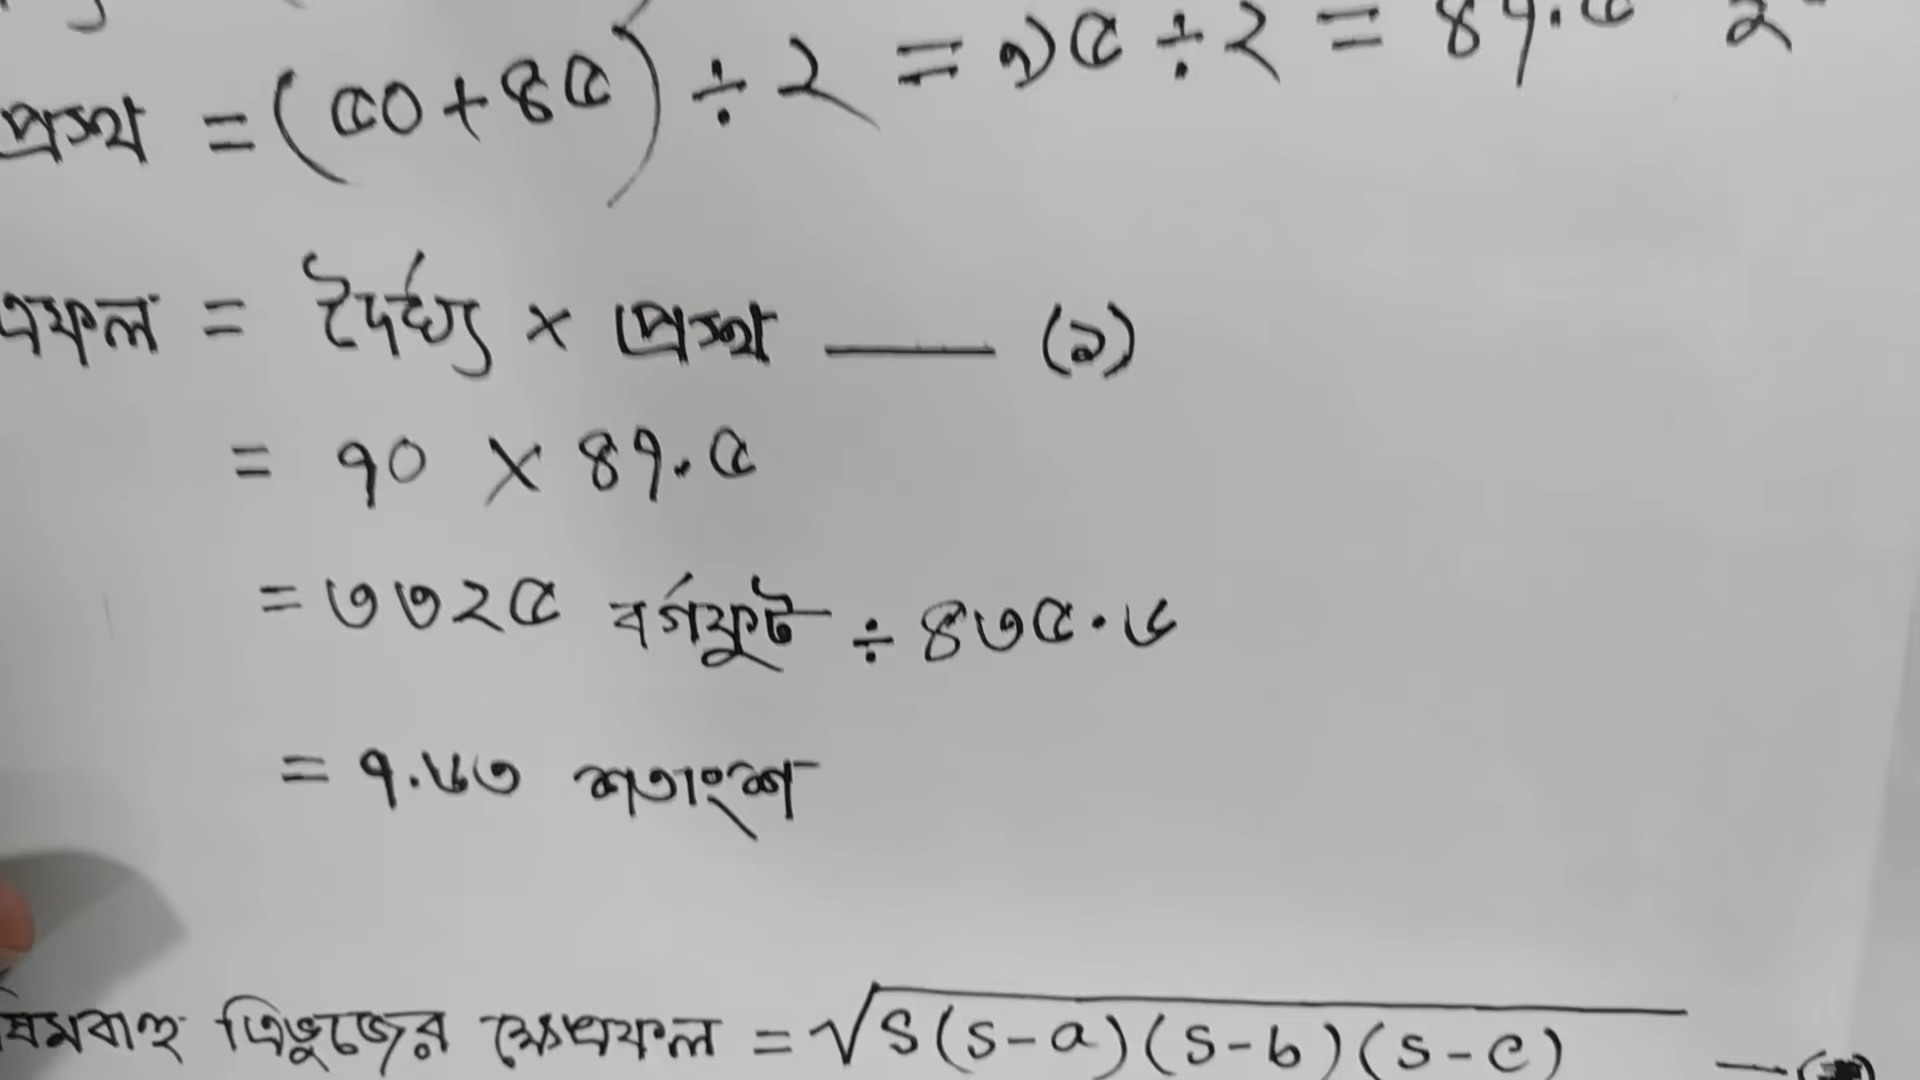 প্রস্থ = (৫০+৪৫) ÷ ২ = ৯৫ ÷ ২ = ৪৭.৫
ত্রফল = দৈর্ঘ্য × প্রস্থ — (১)
= ৭০ × ৪৭.৫
= ৩৩২৫ বর্গফুট ÷ ৪৩৫.৬
= ৭.৬৩ শতাংশ
ষমবাহু ত্রিভুজের ক্ষেত্রফল = √S(S-a)(S-b)(S-c)